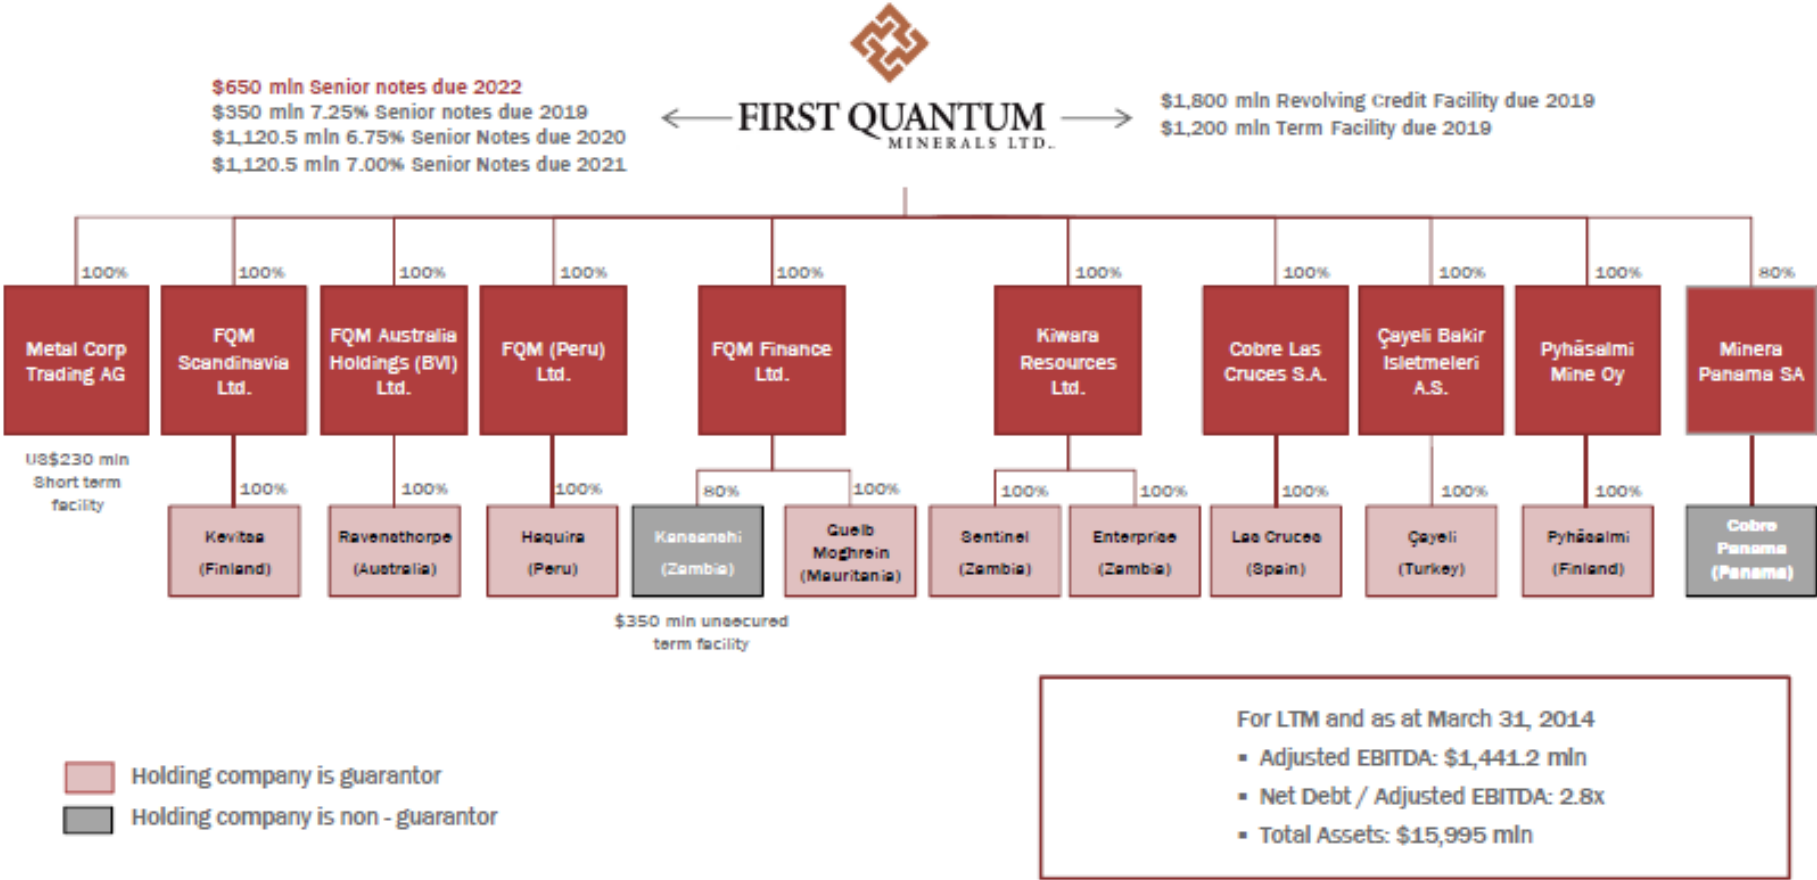 $650 mln Senior notes due 2022
$350 mln 7.25% Senior notes due 2019
$1,120.5 mln 6.75% Senior Notes due 2020
$1,120.5 mln 7.00% Senior Notes due 2021
FIRST QUANTUM
MINERALS LTD.
$1,800 mln Revolving Credit Facility due 2019
$1,200 mln Term Facility due 2019
100%
100%
100%
100%
100%
100%
100%
100%
100%
80%
Metal Corp
Trading AG
FQM
Scandinavia
Ltd.
FQM Australia
Holdings (BVI)
Ltd.
FQM (Peru)
Ltd.
FQM Finance
Ltd.
Kiwara
Resources
Ltd.
Cobre Las
Cruces S.A.
Çayeli Bakir
Isletmeleri
A.S.
Pyhäsalmi
Mine Oy
Minera
Panama SA
US$230 mln
Short term
facility
100%
100%
100%
80%
100%
100%
100%
100%
100%
100%
Kevitsa
(Finland)
Ravensthorpe
(Australia)
Haquira
(Peru)
Kansanshi
(Zambia)
Guelb
Moghrein
(Mauritania)
Sentinel
(Zambia)
Enterprise
(Zambia)
Las Cruces
(Spain)
Çayeli
(Turkey)
Pyhäsalmi
(Finland)
Cobre
Panama
(Panama)
$350 mln unsecured
term facility
Holding company is guarantor
Holding company is non - guarantor
For LTM and as at March 31, 2014
▪ Adjusted EBITDA: $1,441.2 mln
▪ Net Debt / Adjusted EBITDA: 2.8x
▪ Total Assets: $15,995 mln